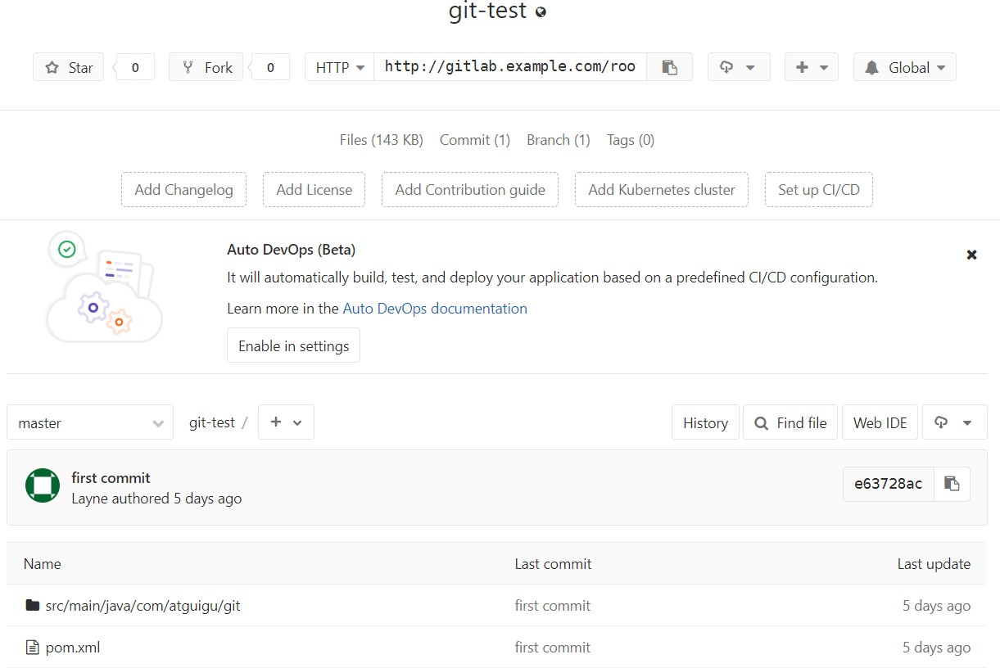 git-test
Star 0 Fork 0 HTTP http://gitlab.example.com/roo Global
Files (143 KB) Commit (1) Branch (1) Tags (0)
Add Changelog Add License Add Contribution guide Add Kubernetes cluster Set up CI/CD
Auto DevOps (Beta)
It will automatically build, test, and deploy your application based on a predefined CI/CD configuration.
Learn more in the Auto DevOps documentation
Enable in settings
master git-test / History Find file Web IDE
first commit
Layne authored 5 days ago
e63728ac
Name Last commit Last update
src/main/java/com/atguigu/git first commit 5 days ago
pom.xml first commit 5 days ago